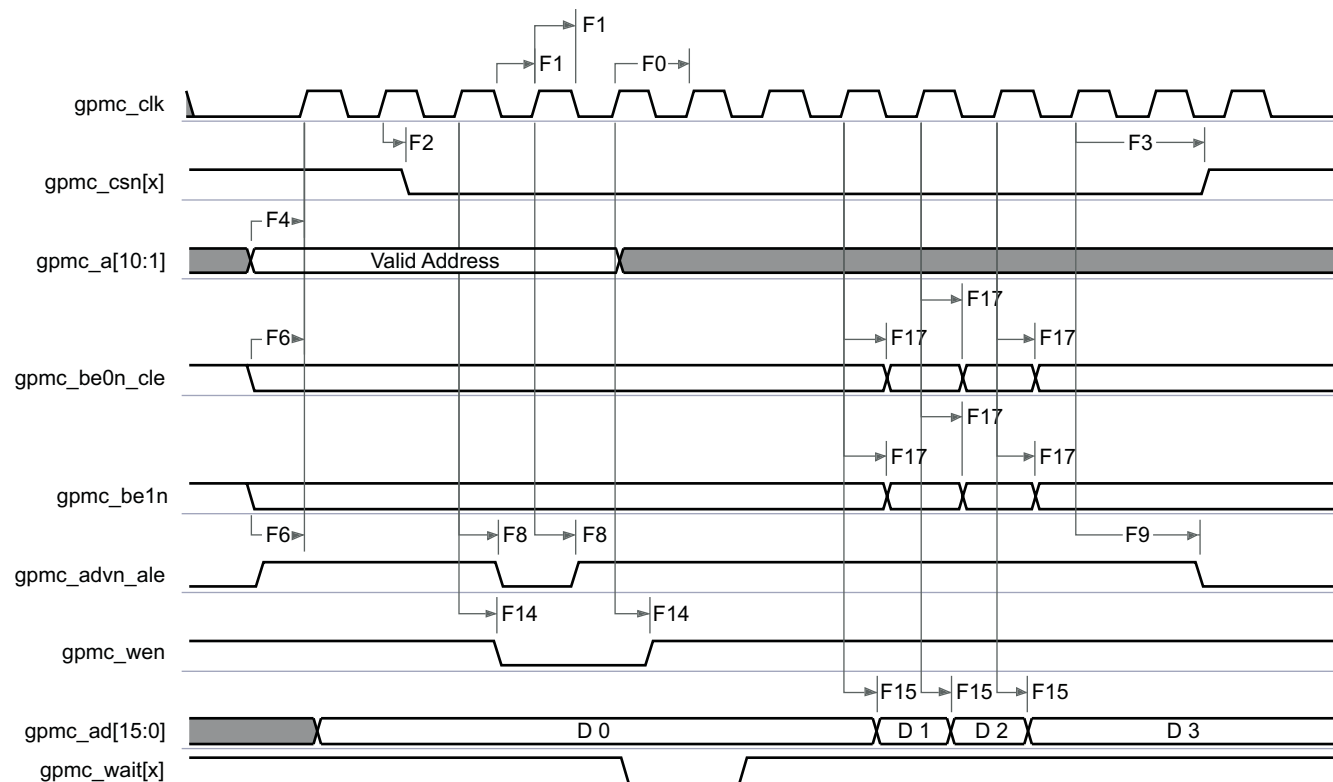 F1
F1 F0
gpmc_clk
F2 F3
gpmc_csn[x]
F4
gpmc_a[10:1] Valid Address
F17
F6 F17 F17
gpmc_be0n_cle
F17
F17 F17
gpmc_be1n
F6 F8 F8 F9
gpmc_advn_ale
F14 F14
gpmc_wen
F15 F15 F15
gpmc_ad[15:0] D 0 D 1 D 2 D 3
gpmc_wait[x]